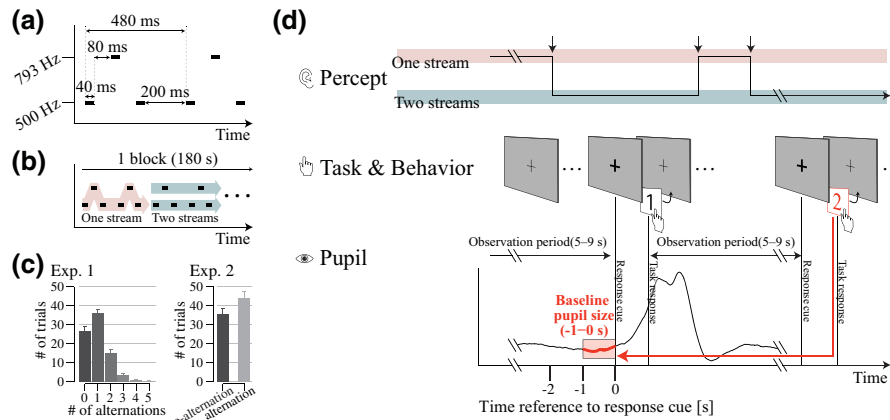 (a)
480 ms
80 ms
793 Hz
40 ms
200 ms
500 Hz
Time
(b)
1 block (180 s)
One stream
Two streams
Time
(c)
Exp. 1
# of trials
50
40
30
20
10
0
0 1 2 3 4 5
# of alternations
Exp. 2
# of trials
50
40
30
20
10
0
alternation
(d)
Percept
One stream
Two streams
Task & Behavior
1
2
Pupil
Observation period(5–9 s)
Observation period(5–9 s)
Response cue
Task response
Response cue
Task response
Baseline
pupil size
(-1–0 s)
-2 -1 0
Time
Time reference to response cue [s]